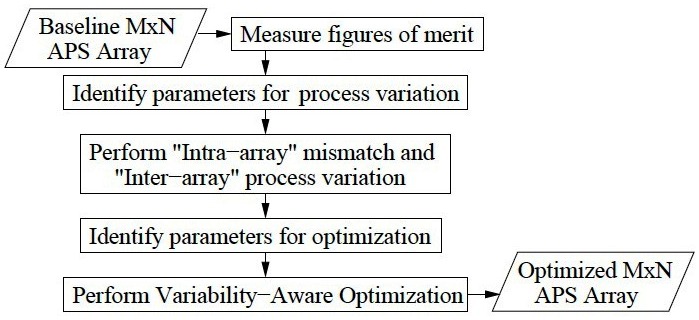 Baseline MxN
APS Array
Measure figures of merit
Identify parameters for process variation
Perform "Intra−array" mismatch and
"Inter−array" process variation
Identify parameters for optimization
Perform Variability−Aware Optimization
Optimized MxN
APS Array